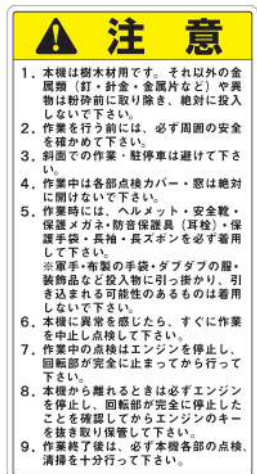 注 意
1. 本機は樹木材用です。それ以外の金
属類（釘・針金・金属片など）や異
物は粉砕前に取り除き、絶対に投入
しないで下さい。
2. 作業を行う前には、必ず周囲の安全
を確かめて下さい。
3. 斜面での作業・駐停車は避けて下さ
い。
4. 作業中は各部点検カバー・窓は絶対
に開けないで下さい。
5. 作業時には、ヘルメット・安全靴・
保護メガネ・防音保護具（耳栓）・保
護手袋・長袖・長ズボンを必ず着用
して下さい。
※軍手・布製の手袋・ダブダブの服・
装飾品など投入物に引っ掛かり、引
き込まれる可能性のあるものは着用
しないで下さい。
6. 本機に異常を感じたら、すぐに作業
を中止し点検して下さい。
7. 作業中の点検はエンジンを停止し、
回転部が完全に止まってから行って
下さい。
8. 本機から離れるときは必ずエンジン
を停止し、回転部が完全に停止した
ことを確認してからエンジンのキー
を抜き取り保管して下さい。
9. 作業終了後は、必ず本機各部の点検、
清掃を十分行って下さい。